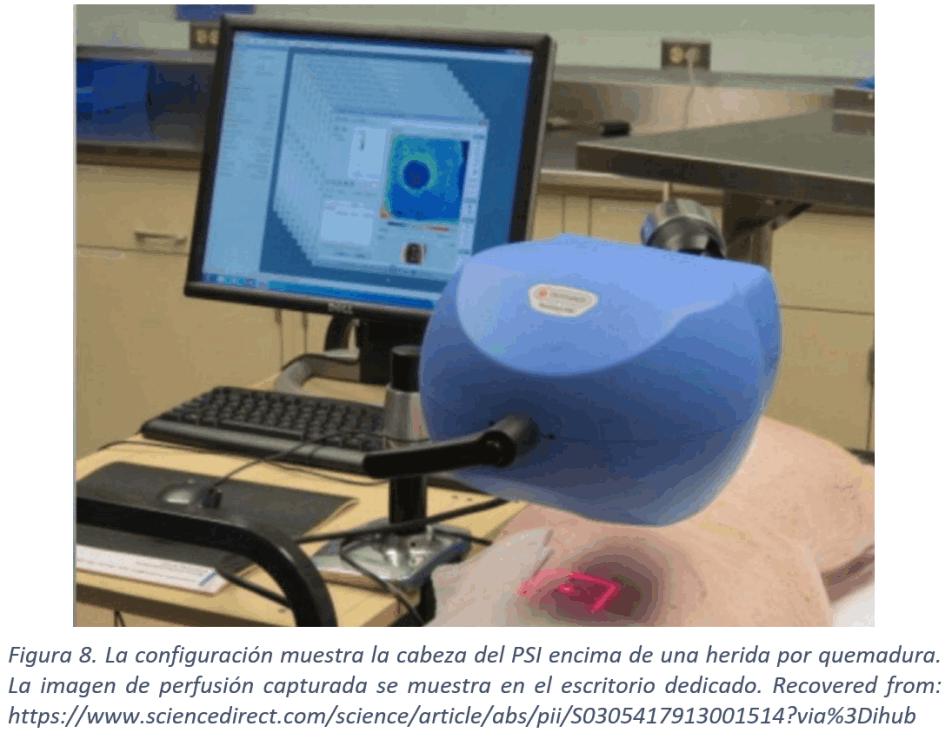 DELL
Figura 8. La configuración muestra la cabeza del PSI encima de una herida por quemadura.
La imagen de perfusión capturada se muestra en el escritorio dedicado. Recovered from:
https://www.sciencedirect.com/science/article/abs/pii/S0305417913001514?via%3Dihub